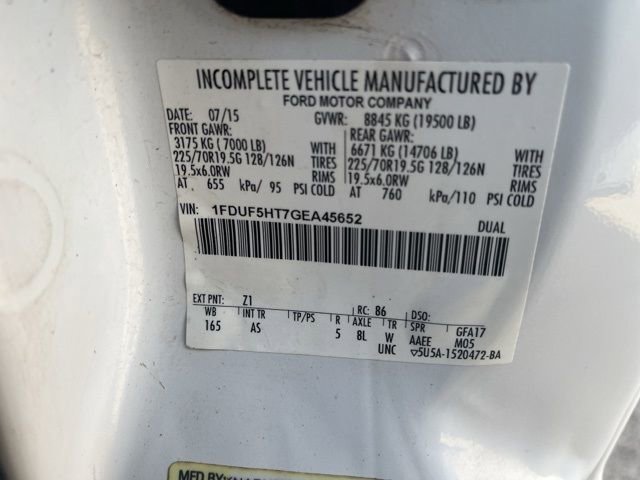 INCOMPLETE VEHICLE MANUFACTURED BY
FORD MOTOR COMPANY
DATE: 07/15 GVWR: 8845 KG (19500 LB)
FRONT GAWR: REAR GAWR:
3175 KG ( 7000 LB) WITH 6671 KG (14706 LB) WITH
225/70R19.5G 128/126N TIRES 225/70R19.5G 128/126N TIRES
19.5x6.0RW RIMS 19.5x6.0RW RIMS
AT 655 kPa/ 95 PSI COLD AT 760 kPa/110 PSI COLD
VIN: 1FDUF5HT7GEA45652 DUAL
EXT PNT: Z1 RC: 86 DSO:
WB INT TR TP/PS R AXLE TR SPR GFA17
165 AS 5 8L W AAEE M05
UNC ▽5U5A-1520472-BA
MFD BY